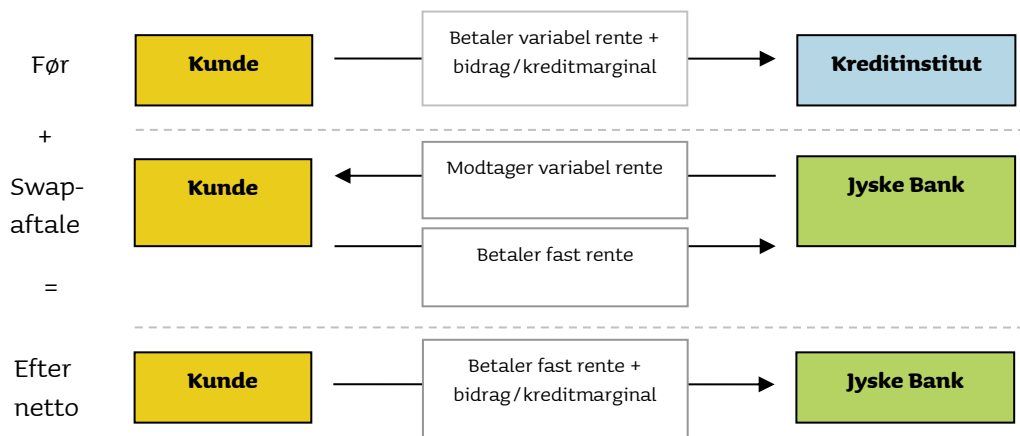 Før
Kunde
Betaler variabel rente +
bidrag/kreditmarginal
Kreditinstitut
+
Swap-
aftale
Kunde
Modtager variabel rente
Jyske Bank
Betaler fast rente
=
Efter
netto
Kunde
Betaler fast rente +
bidrag/kreditmarginal
Jyske Bank